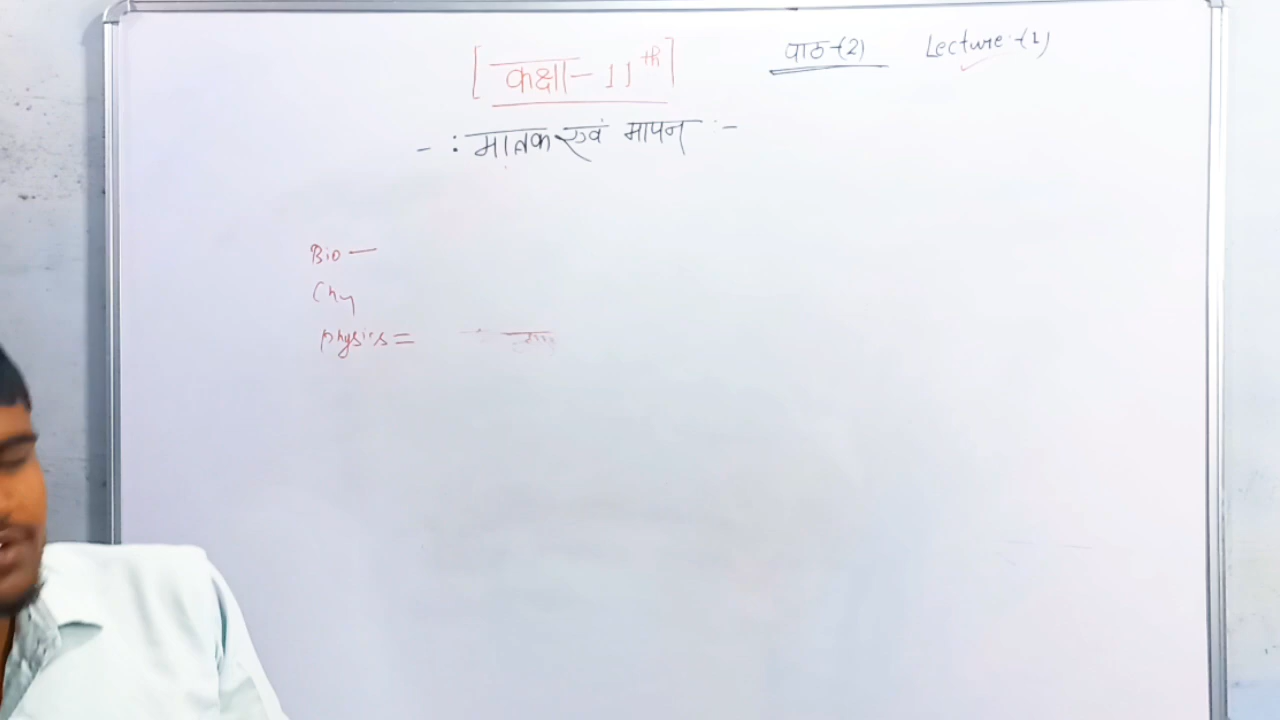 [कक्षा-11th]
पाठ-(2)
Lecture-(1)
-: मात्रक एवं मापन :-
Bio —
Chy
physics =